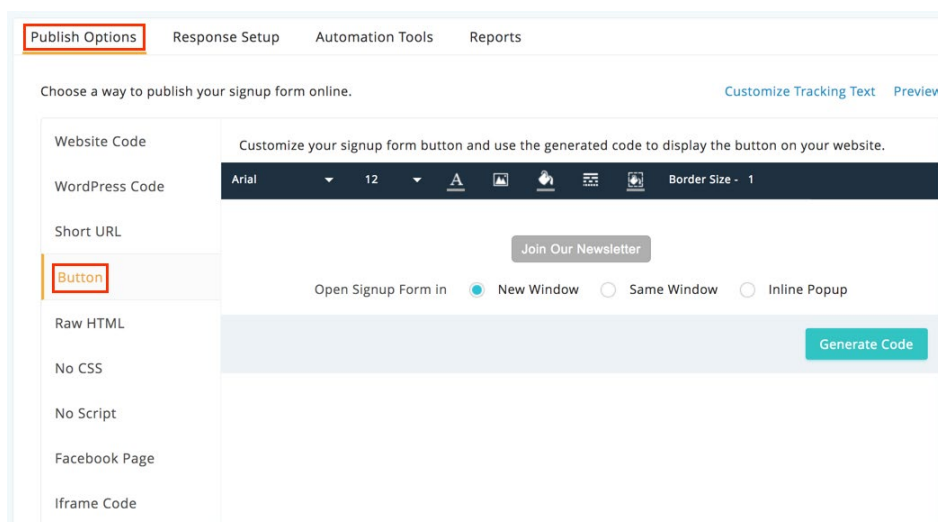 Publish Options Response Setup Automation Tools Reports
Choose a way to publish your signup form online. Customize Tracking Text Preview
Website Code
Customize your signup form button and use the generated code to display the button on your website.
WordPress Code
Arial 12 A Border Size - 1
Short URL
Join Our Newsletter
Button
Open Signup Form in New Window Same Window Inline Popup
Raw HTML
Generate Code
No CSS
No Script
Facebook Page
Iframe Code